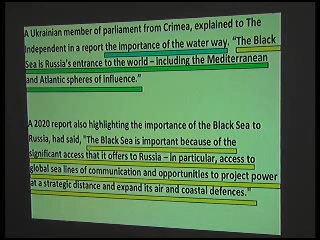 A Ukrainian member of parliament from Crimea, explained to The
Independent in a report the importance of the water way. “The Black
Sea is Russia's entrance to the world – including the Mediterranean
and Atlantic spheres of influence.”
A 2020 report also highlighting the importance of the Black Sea to
Russia, had said, "The Black Sea is important because of the
significant access that it offers to Russia – in particular, access to
global sea lines of communication and opportunities to project power
at a strategic distance and expand its air and coastal defences."